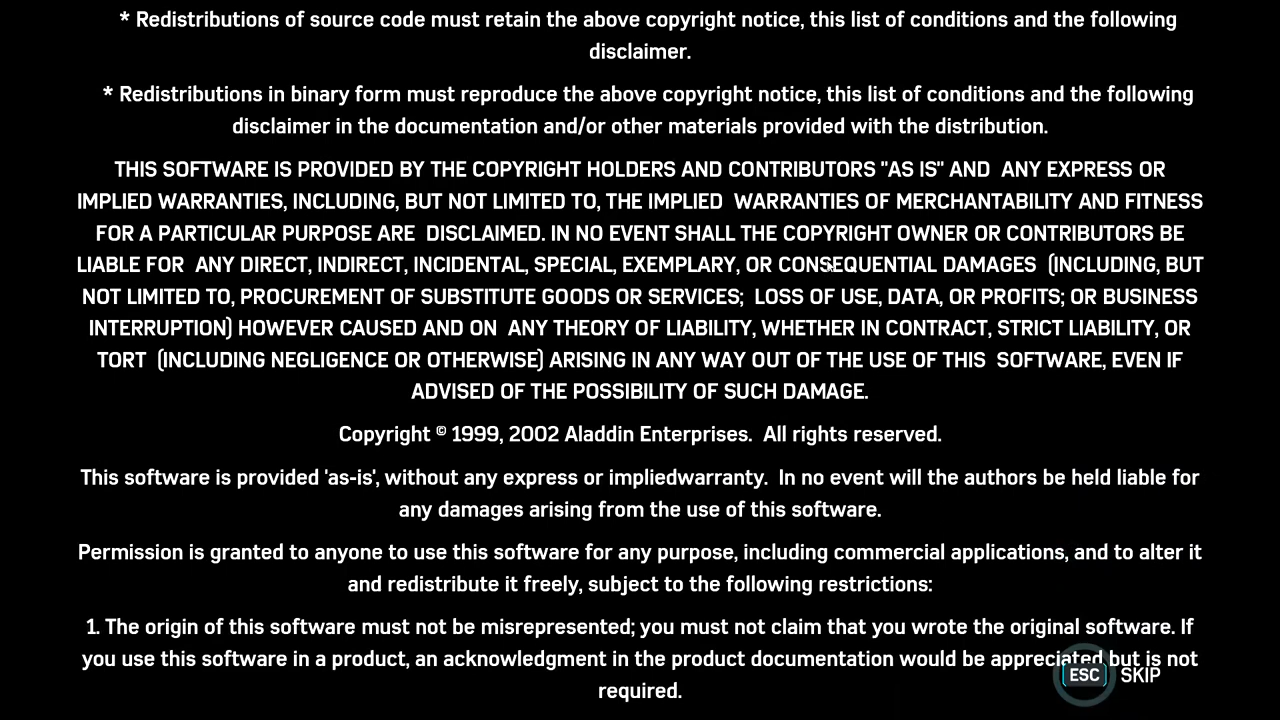 * Redistributions of source code must retain the above copyright notice, this list of conditions and the following
disclaimer.
* Redistributions in binary form must reproduce the above copyright notice, this list of conditions and the following
disclaimer in the documentation and/or other materials provided with the distribution.
THIS SOFTWARE IS PROVIDED BY THE COPYRIGHT HOLDERS AND CONTRIBUTORS "AS IS" AND  ANY EXPRESS OR
IMPLIED WARRANTIES, INCLUDING, BUT NOT LIMITED TO, THE IMPLIED  WARRANTIES OF MERCHANTABILITY AND FITNESS
FOR A PARTICULAR PURPOSE ARE  DISCLAIMED. IN NO EVENT SHALL THE COPYRIGHT OWNER OR CONTRIBUTORS BE
LIABLE FOR  ANY DIRECT, INDIRECT, INCIDENTAL, SPECIAL, EXEMPLARY, OR CONSEQUENTIAL DAMAGES  (INCLUDING, BUT
NOT LIMITED TO, PROCUREMENT OF SUBSTITUTE GOODS OR SERVICES;  LOSS OF USE, DATA, OR PROFITS; OR BUSINESS
INTERRUPTION) HOWEVER CAUSED AND ON  ANY THEORY OF LIABILITY, WHETHER IN CONTRACT, STRICT LIABILITY, OR
TORT  (INCLUDING NEGLIGENCE OR OTHERWISE) ARISING IN ANY WAY OUT OF THE USE OF THIS  SOFTWARE, EVEN IF
ADVISED OF THE POSSIBILITY OF SUCH DAMAGE.
Copyright © 1999, 2002 Aladdin Enterprises.  All rights reserved.
This software is provided 'as-is', without any express or impliedwarranty.  In no event will the authors be held liable for
any damages arising from the use of this software.
Permission is granted to anyone to use this software for any purpose, including commercial applications, and to alter it
and redistribute it freely, subject to the following restrictions:
1. The origin of this software must not be misrepresented; you must not claim that you wrote the original software. If
you use this software in a product, an acknowledgment in the product documentation would be appreciated but is not
required.
ESC SKIP